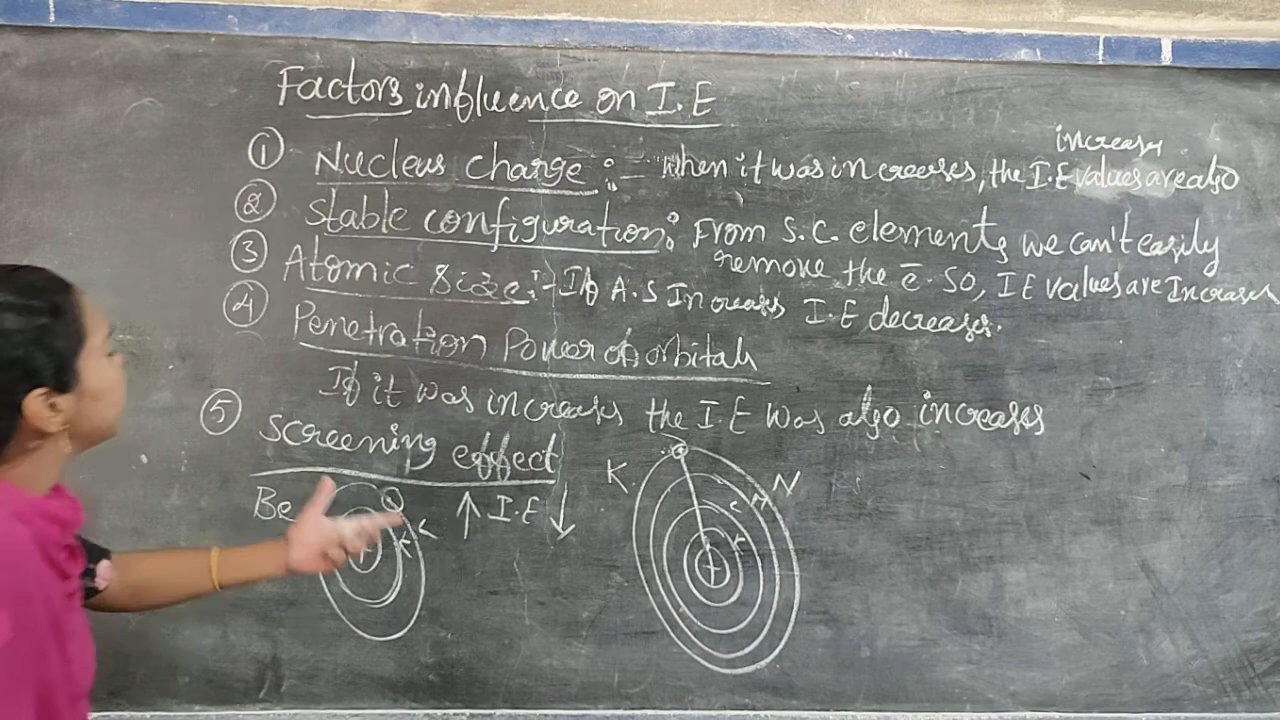 Factors influence on I.E
① Nucleus charge :- when it was increases, the I.E values are also increases
② Stable configuration: From S.C. elements we can't easily
remove the e̅. So, IE values are Increases
③ Atomic Size:- If A.S Increases I.E decreases.
④ Penetration Power of orbitals
If it was increases the I.E was also increases
⑤ Screening effect
Be ↑ I.E ↓
K L
K N
K L M
+